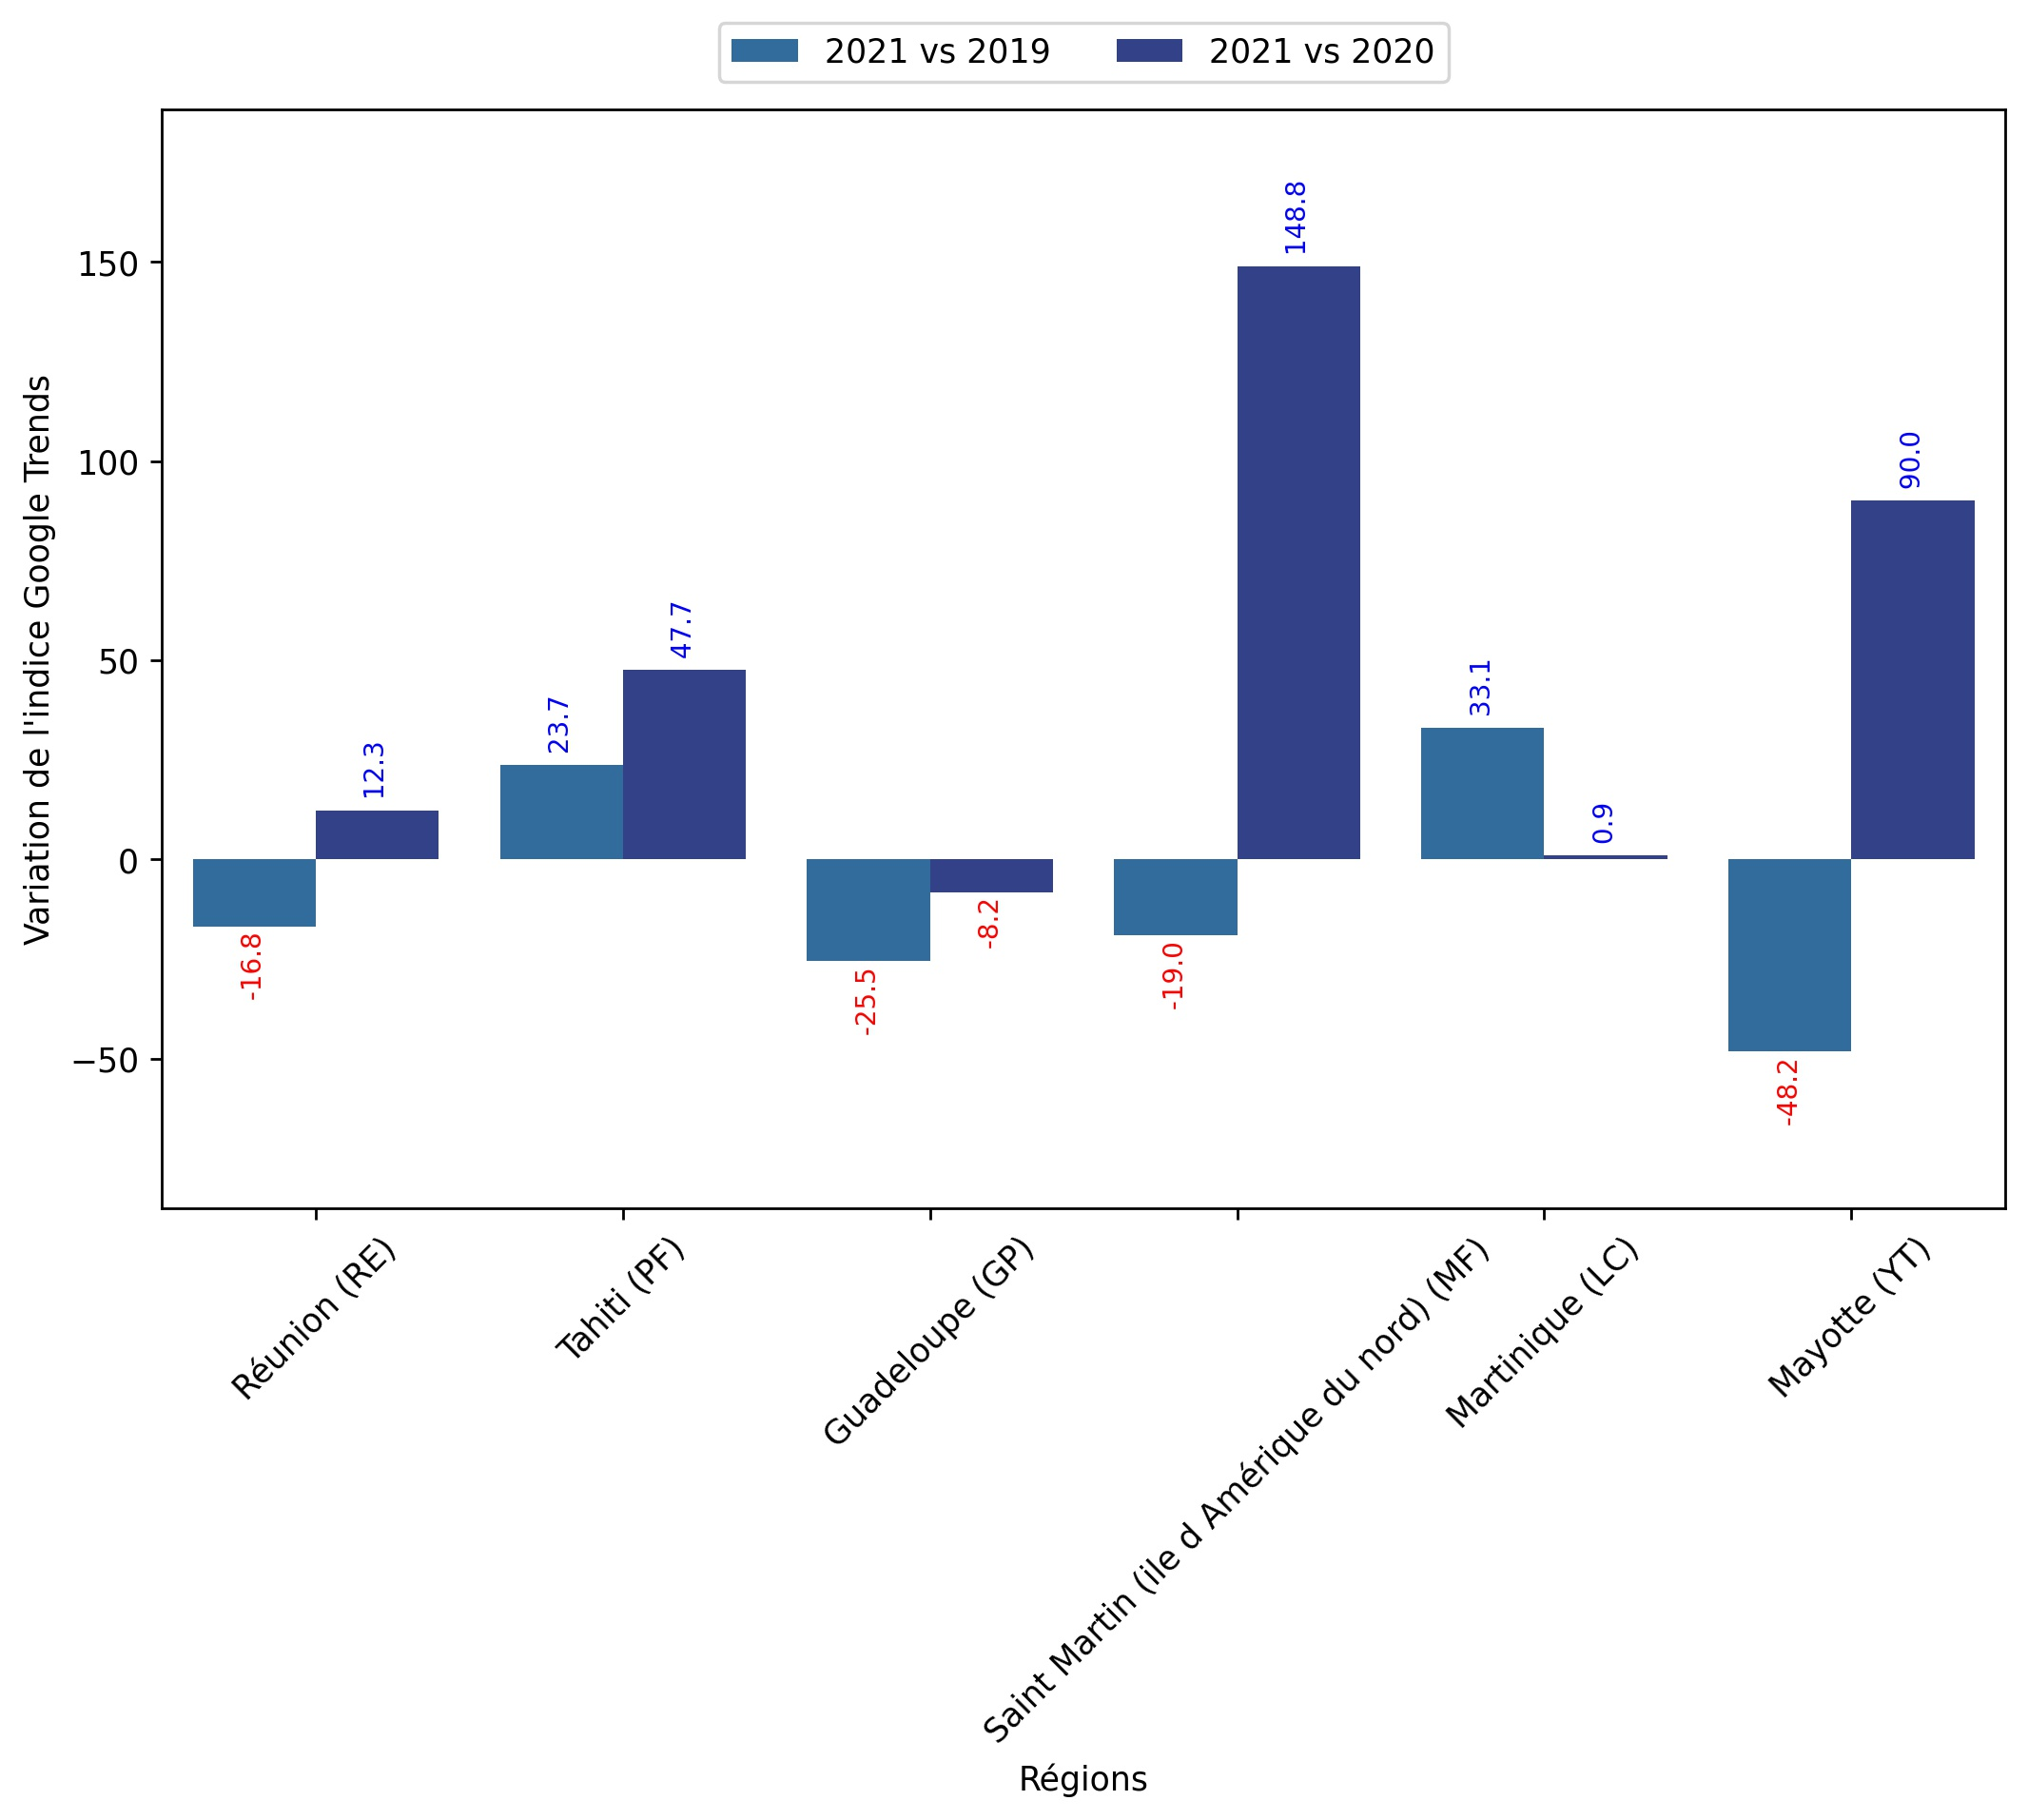 2021 vs 2019
2021 vs 2020
Variation de l'indice Google Trends
150
100
50
0
−50
-16.8
12.3
23.7
47.7
-25.5
-8.2
-19.0
148.8
33.1
0.9
-48.2
90.0
Réunion (RE)
Tahiti (PF)
Guadeloupe (GP)
Saint Martin (ile d Amérique du nord) (MF)
Martinique (LC)
Mayotte (YT)
Régions